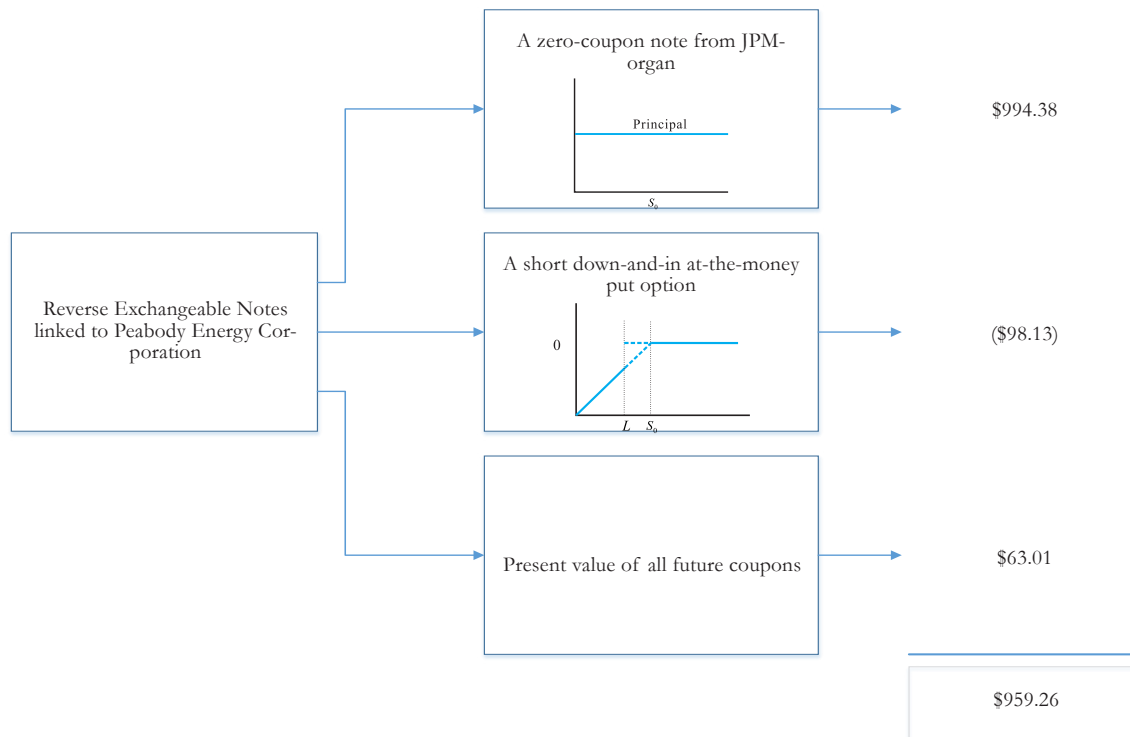 A zero-coupon note from JPM-
organ
Principal
S0
$994.38
Reverse Exchangeable Notes
linked to Peabody Energy Cor-
poration
A short down-and-in at-the-money
put option
0
L
S0
($98.13)
Present value of all future coupons
$63.01
$959.26